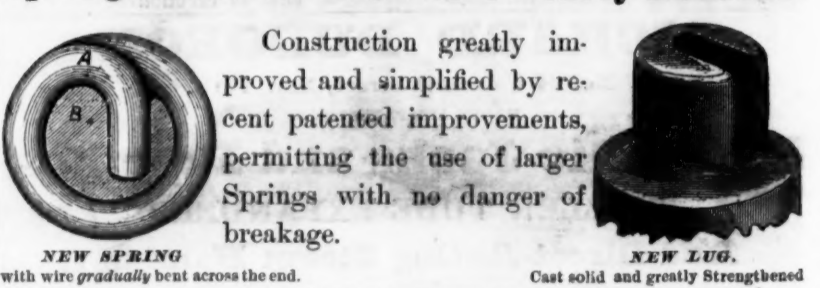 A
B
Construction greatly im-
proved and simplified by re-
cent patented improvements,
permitting the use of larger
Springs with no danger of
breakage.
NEW SPRING
with wire gradually bent across the end.
NEW LUG.
Cast solid and greatly Strengthened